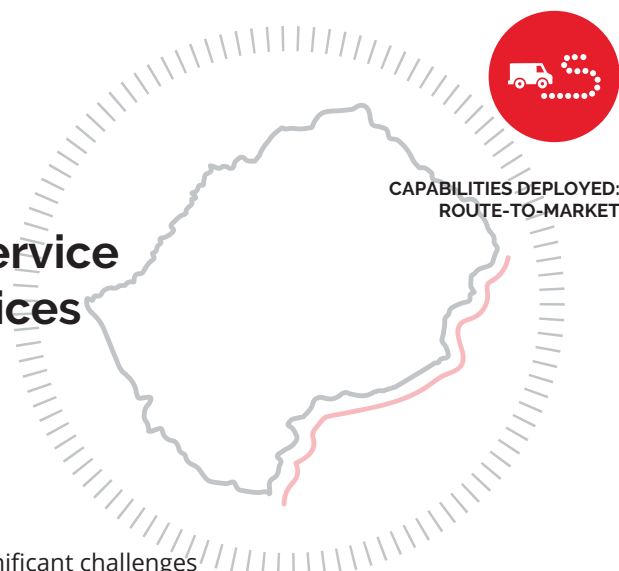 CAPABILITIES DEPLOYED:
ROUTE-TO-MARKET
ervice
ices
nificant challenges